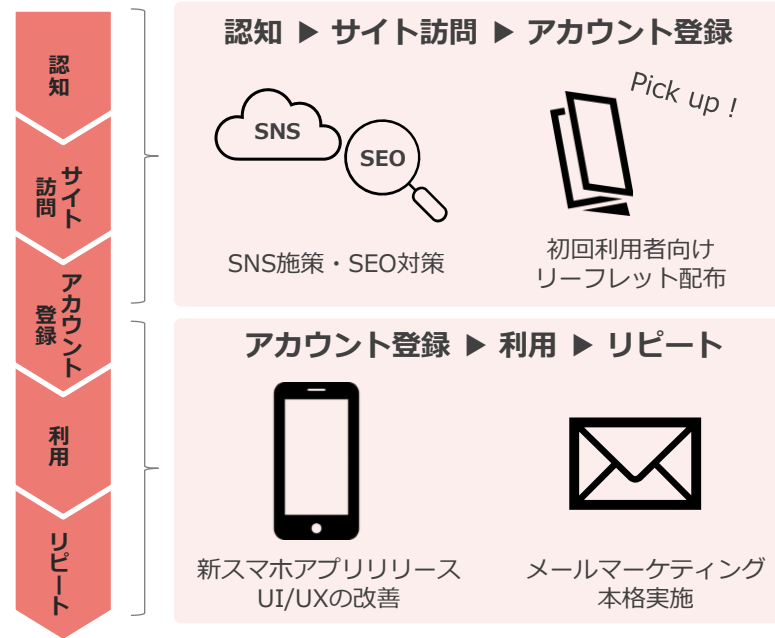 認知
サイト
訪問
アカウント
登録
利用
リピート
認知 ▶ サイト訪問 ▶ アカウント登録
SNS
SEO
Pick up！
SNS施策・SEO対策
初回利用者向け
リーフレット配布
アカウント登録 ▶ 利用 ▶ リピート
新スマホアプリリリース
UI/UXの改善
メールマーケティング
本格実施